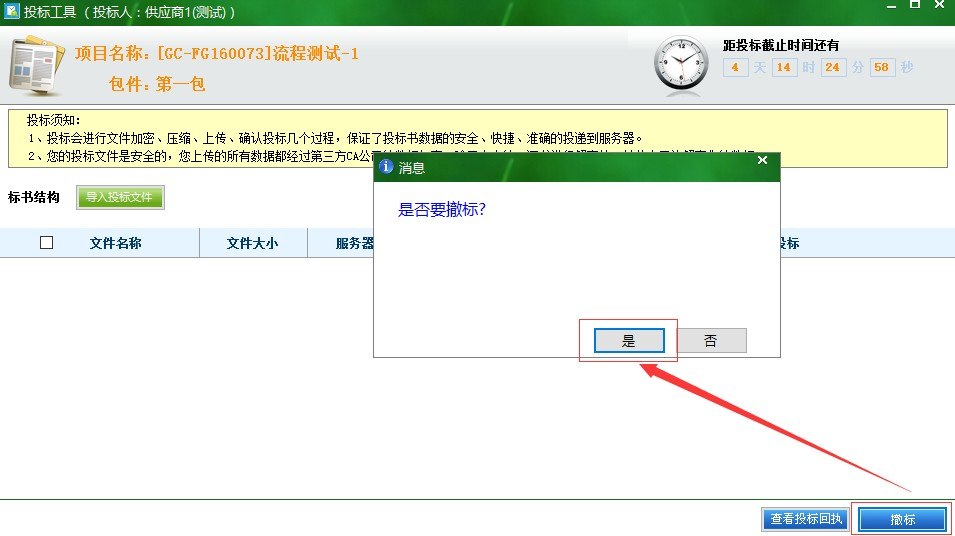 投标工具（投标人：供应商1(测试)）
项目名称：[GC-FG160073]流程测试-1
包件：第一包
距投标截止时间还有
4 天 14 时 24 分 58 秒
投标须知：
1、投标会进行文件加密、压缩、上传、确认投标几个过程，保证了投标书数据的安全、快捷、准确的投递到服务器。
2、您的投标文件是安全的，您上传的所有数据都经过第三方CA公司
消息
是否要撤标?
是 否
标书结构 导入投标文件
文件名称 文件大小 服务器 投标
查看投标回执 撤标